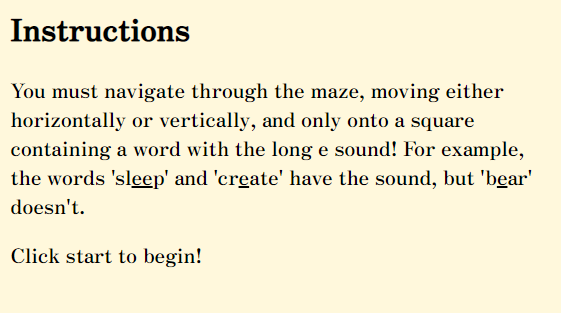 Instructions
You must navigate through the maze, moving either
horizontally or vertically, and only onto a square
containing a word with the long e sound! For example,
the words 'sleep' and 'create' have the sound, but 'bear'
doesn't.
Click start to begin!